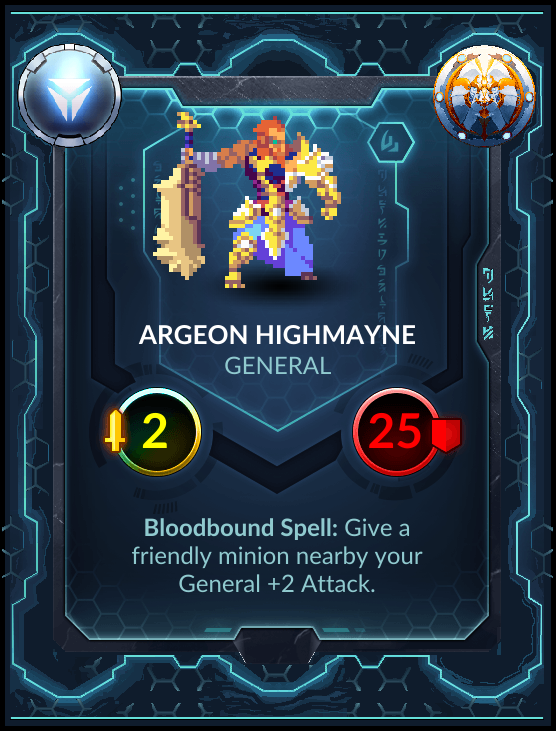 ARGEON HIGHMAYNE
GENERAL
2
25
Bloodbound Spell: Give a
friendly minion nearby your
General +2 Attack.